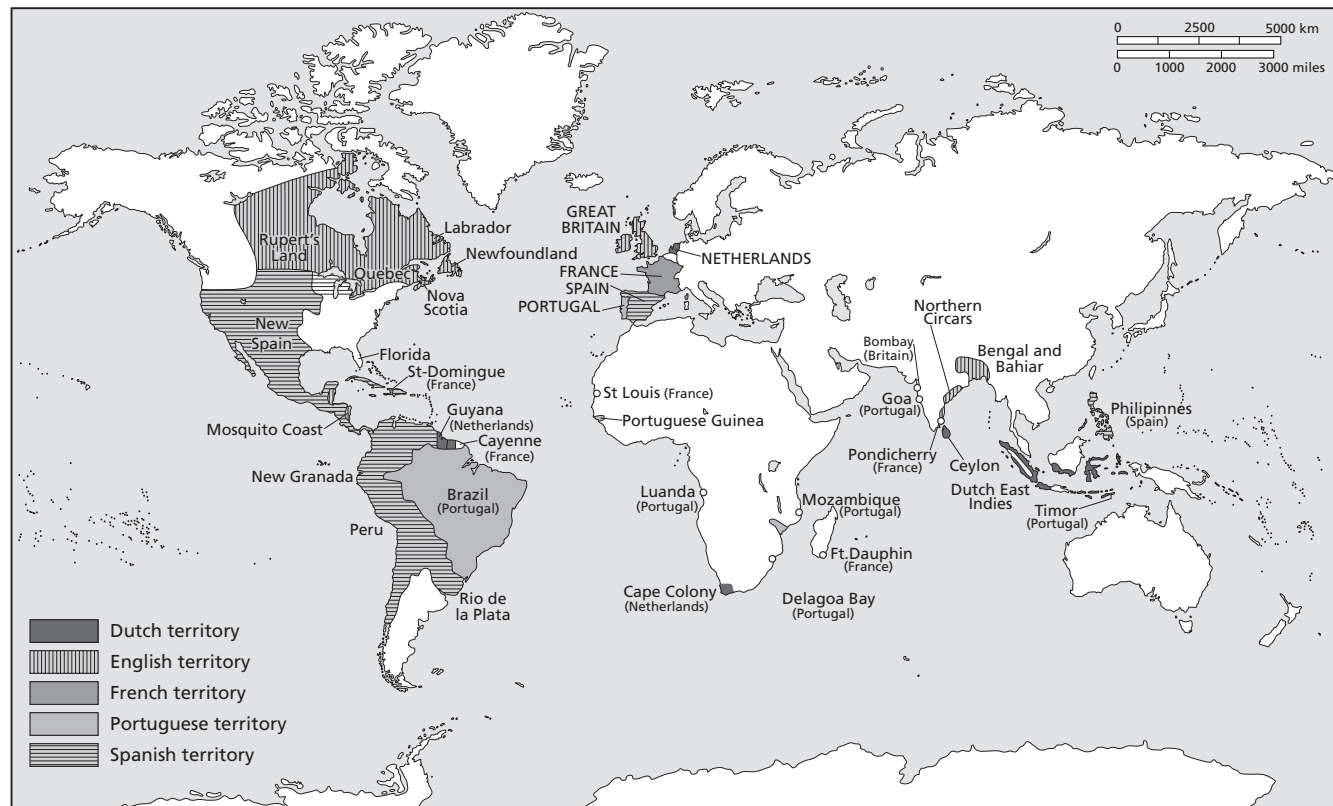 0 2500 5000 km
0 1000 2000 3000 miles
GREAT
BRITAIN
Labrador
Rupert's
Land
Newfoundland
NETHERLANDS
Quebec
FRANCE
SPAIN
Nova
Scotia
PORTUGAL
Northern
Circars
New
Spain
Bombay
(Britain)
Bengal and
Bahiar
Florida
St-Domingue
(France)
St Louis (France)
Goa
(Portugal)
Guyana
(Netherlands)
Portuguese Guinea
Philipinnes
(Spain)
Mosquito Coast
Cayenne
(France)
Pondicherry
(France)
Ceylon
New Granada
Dutch East
Indies
Brazil
(Portugal)
Luanda
(Portugal)
Mozambique
(Portugal)
Timor
(Portugal)
Peru
Ft.Dauphin
(France)
Cape Colony
(Netherlands)
Delagoa Bay
(Portugal)
Rio de
la Plata
Dutch territory
English territory
French territory
Portuguese territory
Spanish territory